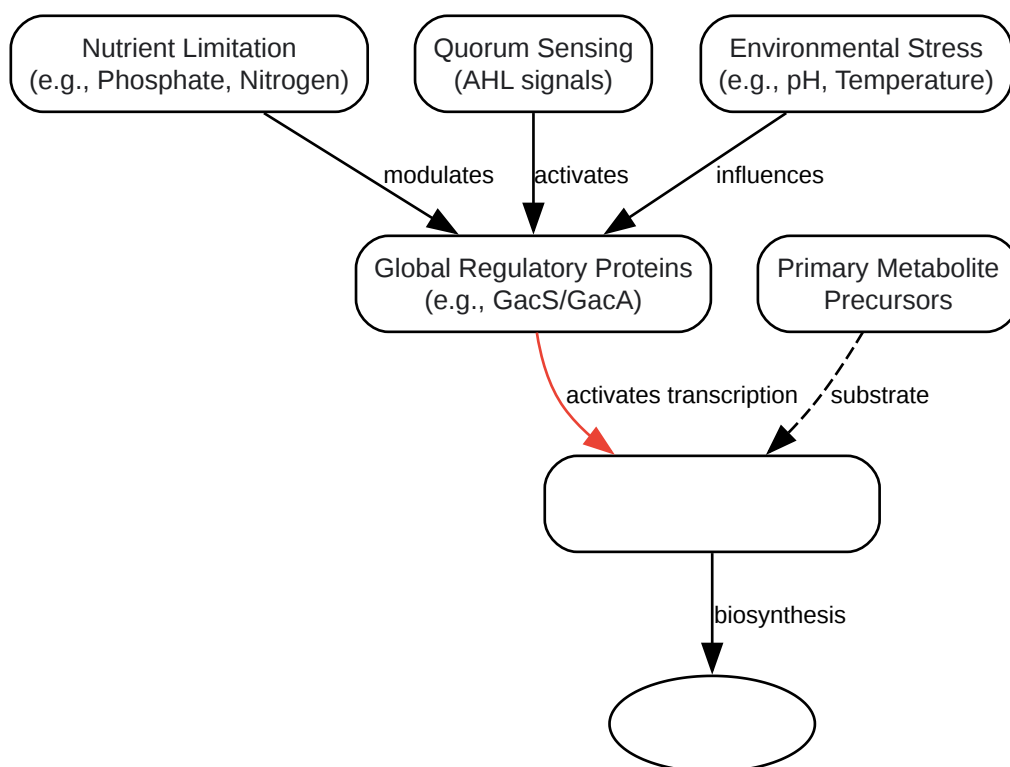 Nutrient Limitation
(e.g., Phosphate, Nitrogen)
Quorum Sensing
(AHL signals)
Environmental Stress
(e.g., pH, Temperature)
modulates
activates
influences
Global Regulatory Proteins
(e.g., GacS/GacA)
Primary Metabolite
Precursors
activates transcription
substrate
biosynthesis